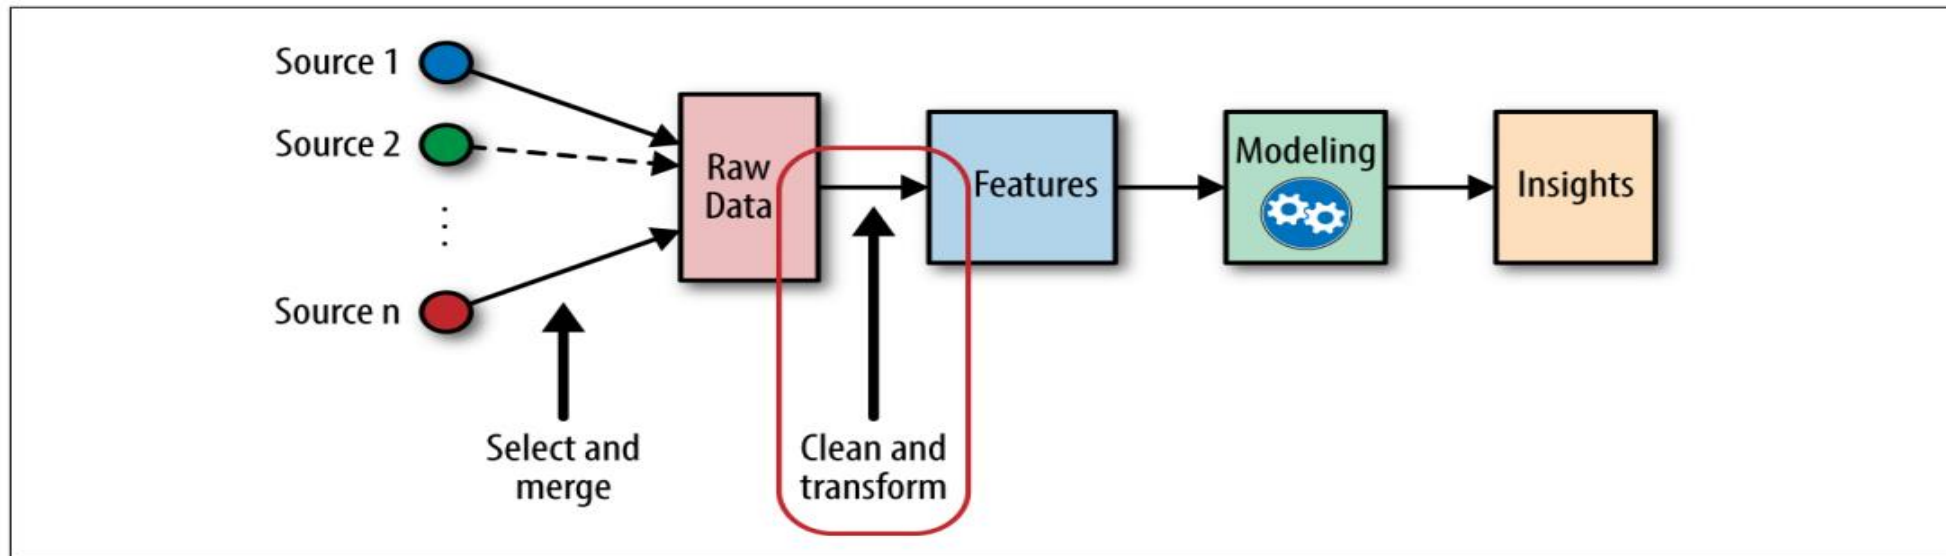 Source 1
Source 2
Source n
Select and
merge
Raw
Data
Clean and
transform
Features
Modeling
Insights